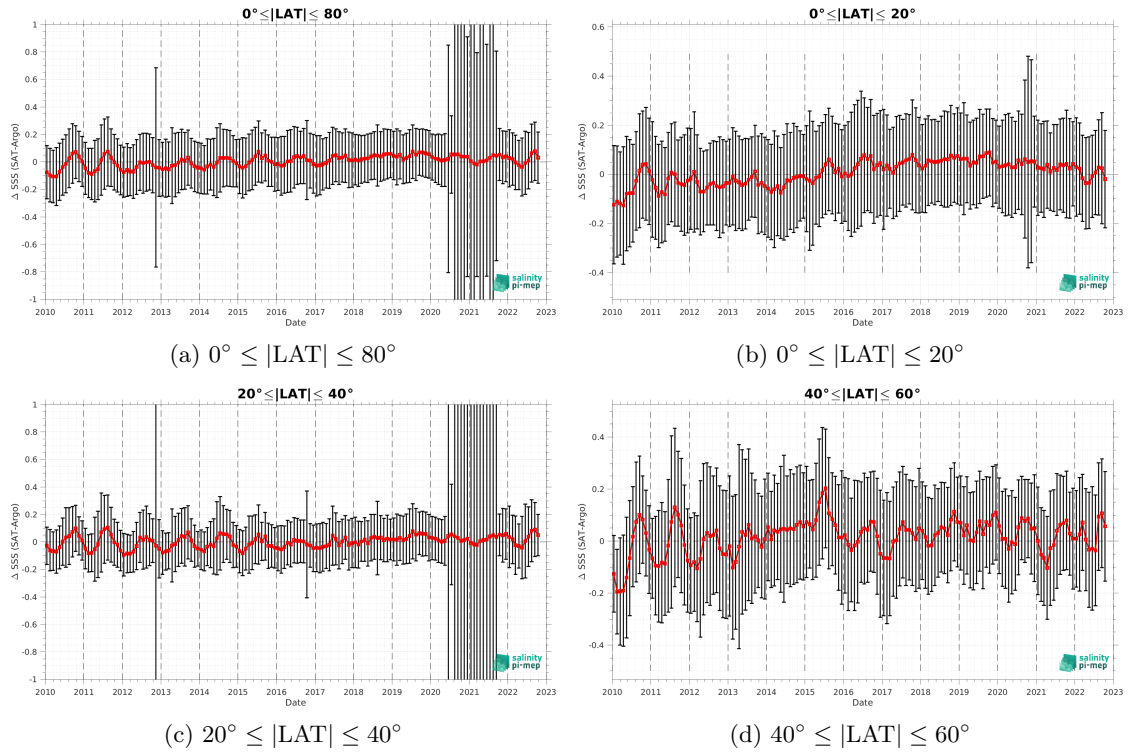 0°≤|LAT|≤ 80°
Δ SSS (SAT-Argo)
1
0.8
0.6
0.4
0.2
0
-0.2
-0.4
-0.6
-0.8
-1
2010 2011 2012 2013 2014 2015 2016 2017 2018 2019 2020 2021 2022 2023
Date
salinity
pi-mep
(a) 0° ≤ |LAT| ≤ 80°
0°≤|LAT|≤ 20°
Δ SSS (SAT-Argo)
0.6
0.4
0.2
0
-0.2
-0.4
2010 2011 2012 2013 2014 2015 2016 2017 2018 2019 2020 2021 2022 2023
Date
salinity
pi-mep
(b) 0° ≤ |LAT| ≤ 20°
20°≤|LAT|≤ 40°
Δ SSS (SAT-Argo)
1
0.8
0.6
0.4
0.2
0
-0.2
-0.4
-0.6
-0.8
-1
2010 2011 2012 2013 2014 2015 2016 2017 2018 2019 2020 2021 2022 2023
Date
salinity
pi-mep
(c) 20° ≤ |LAT| ≤ 40°
40°≤|LAT|≤ 60°
Δ SSS (SAT-Argo)
0.4
0.2
0
-0.2
-0.4
2010 2011 2012 2013 2014 2015 2016 2017 2018 2019 2020 2021 2022 2023
Date
salinity
pi-mep
(d) 40° ≤ |LAT| ≤ 60°